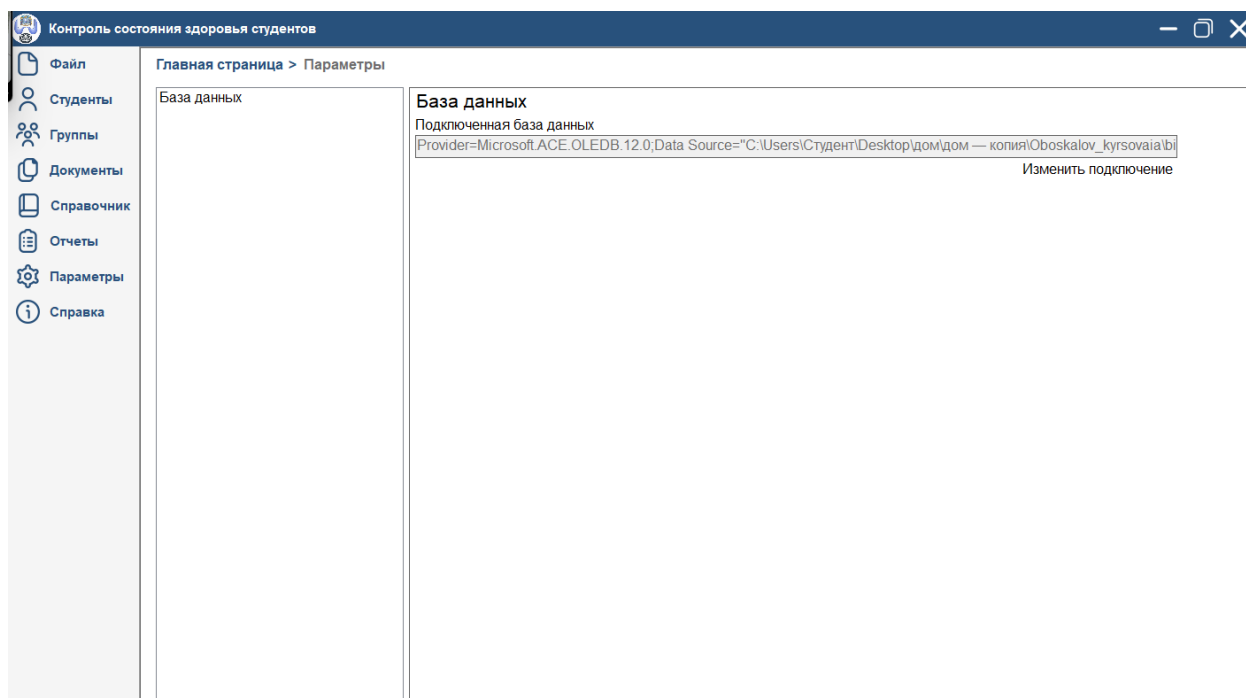 Контроль состояния здоровья студентов
Файл
Студенты
Группы
Документы
Справочник
Отчеты
Параметры
Справка
Главная страница > Параметры
База данных
База данных
Подключенная база данных
Provider=Microsoft.ACE.OLEDB.12.0;Data Source="C:\Users\Студент\Desktop\дом\дом — копия\Oboskalov_kyrsovaia\bi
Изменить подключение